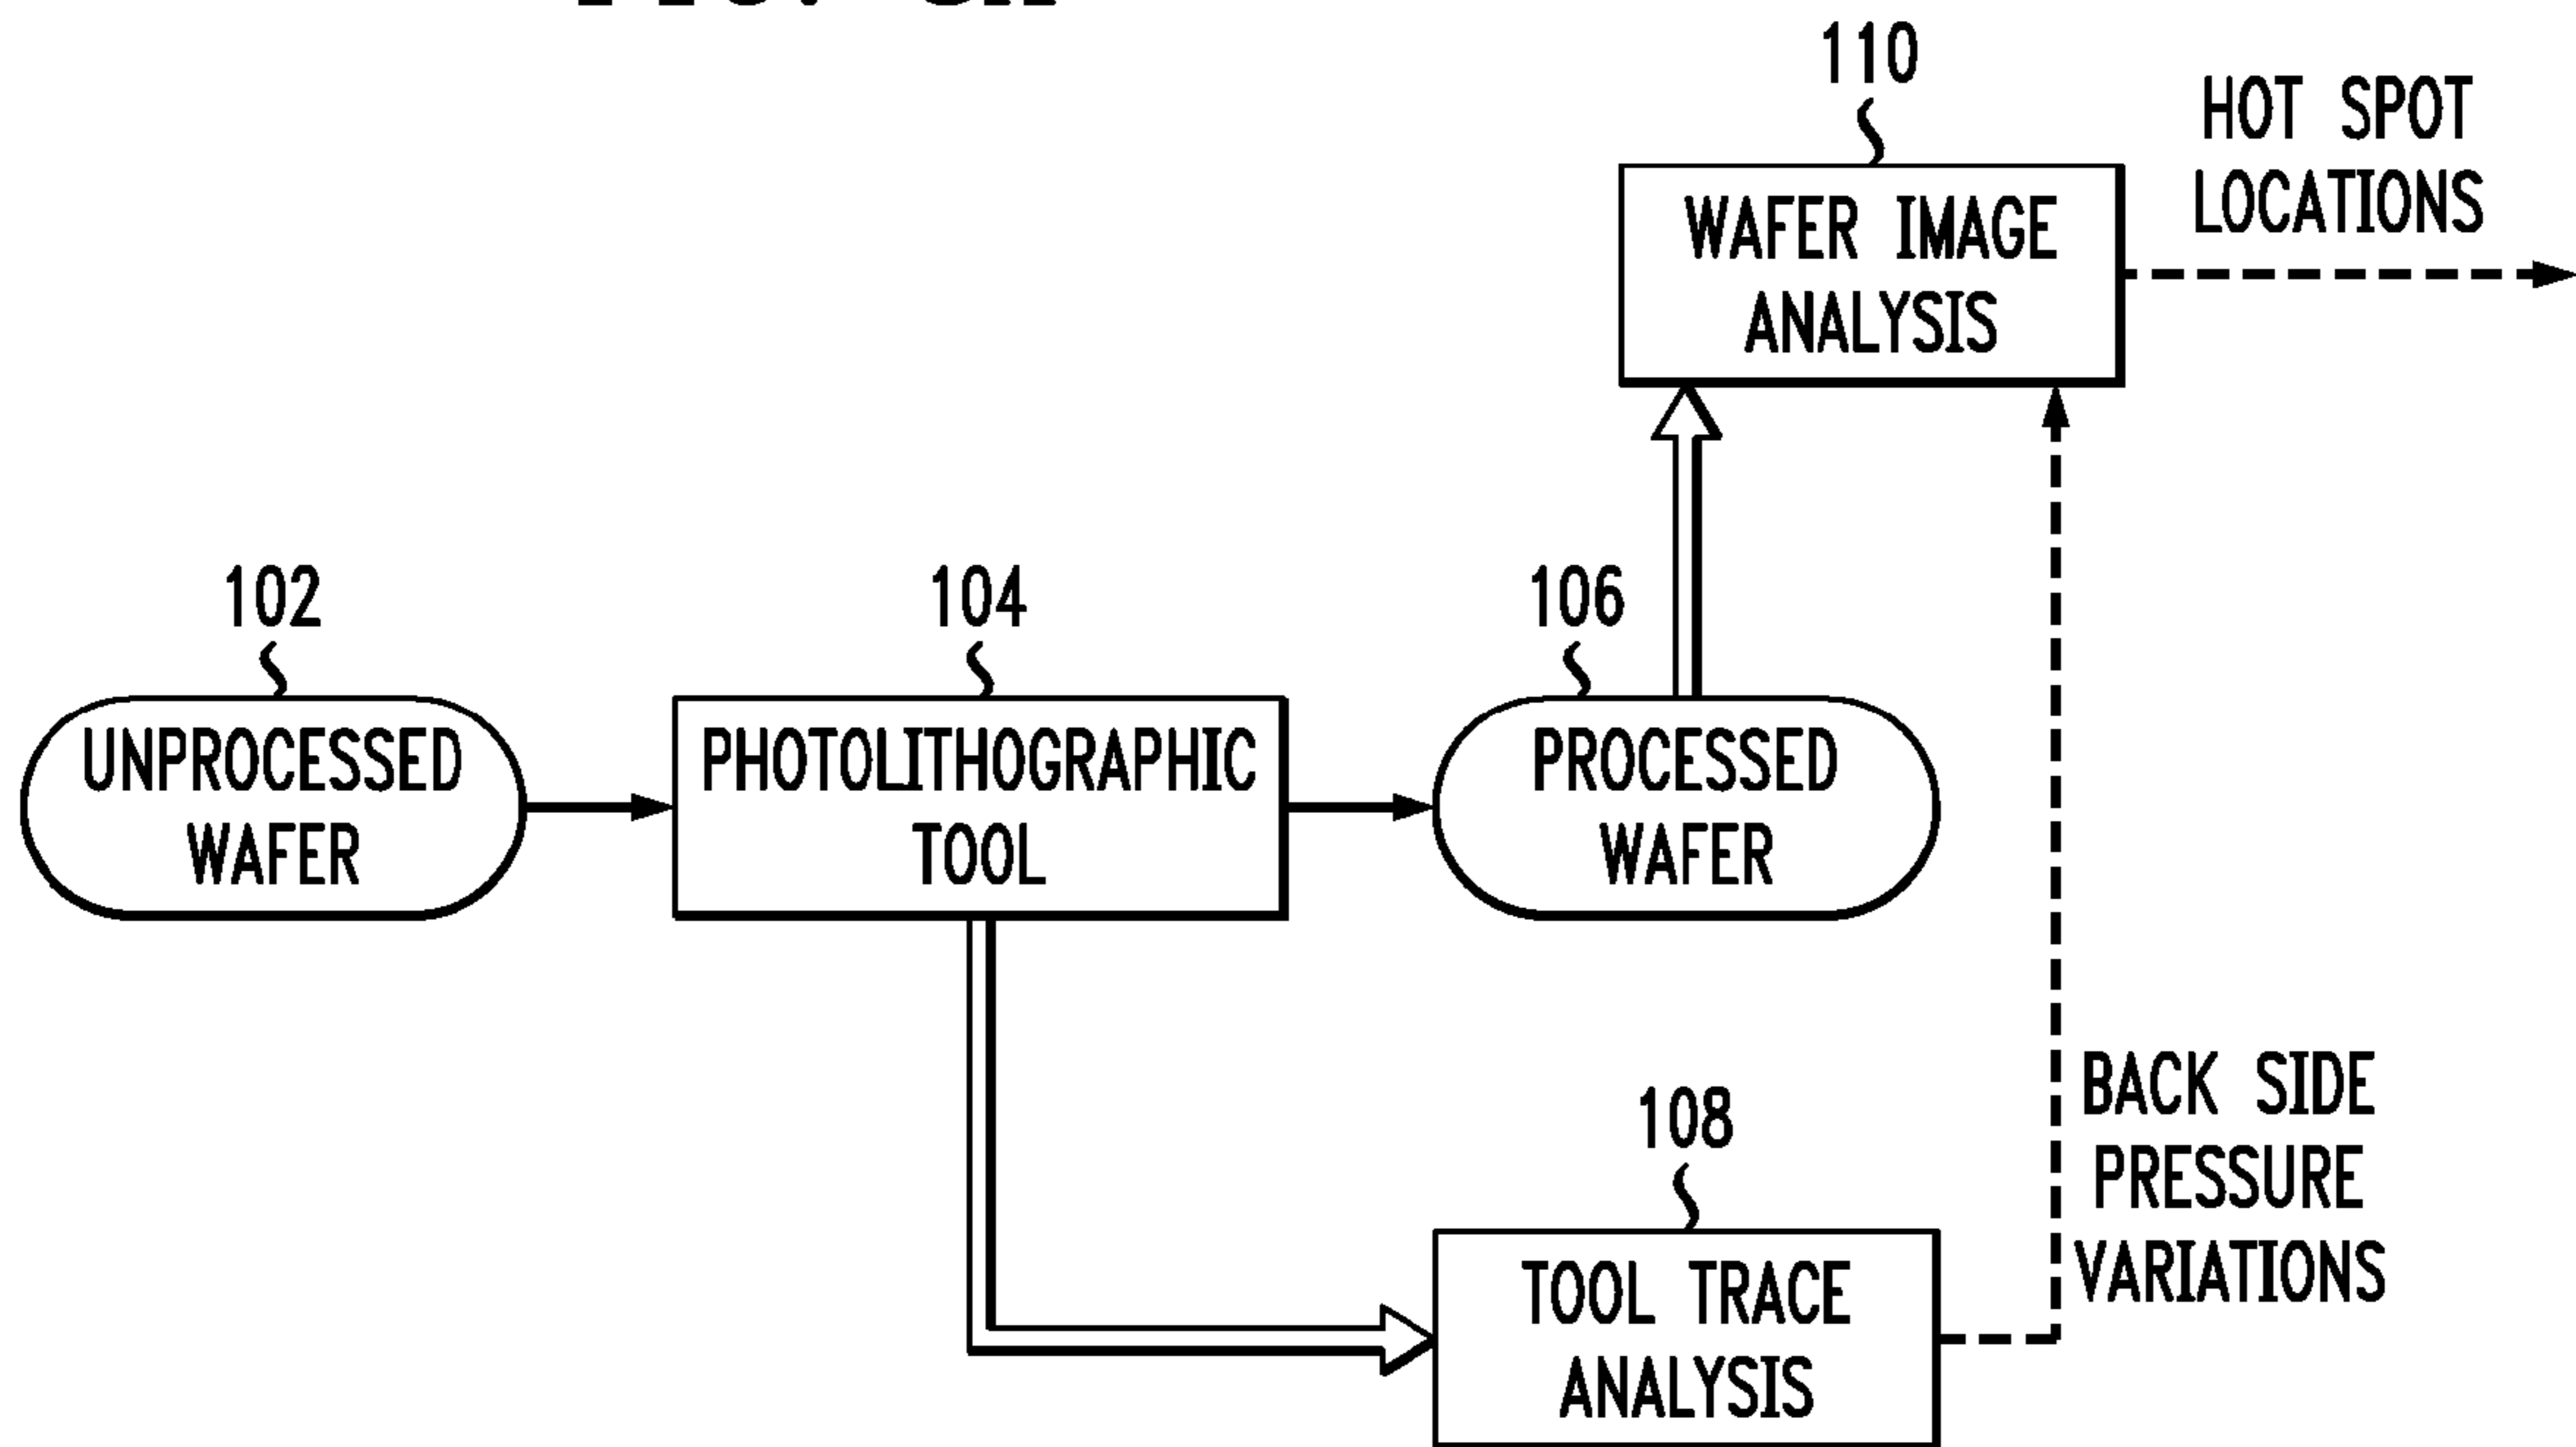 110
HOT SPOT
LOCATIONS
WAFER IMAGE
ANALYSIS
102
104
106
UNPROCESSED
WAFER
PHOTOLITHOGRAPHIC
TOOL
PROCESSED
WAFER
BACK SIDE
PRESSURE
VARIATIONS
108
TOOL TRACE
ANALYSIS